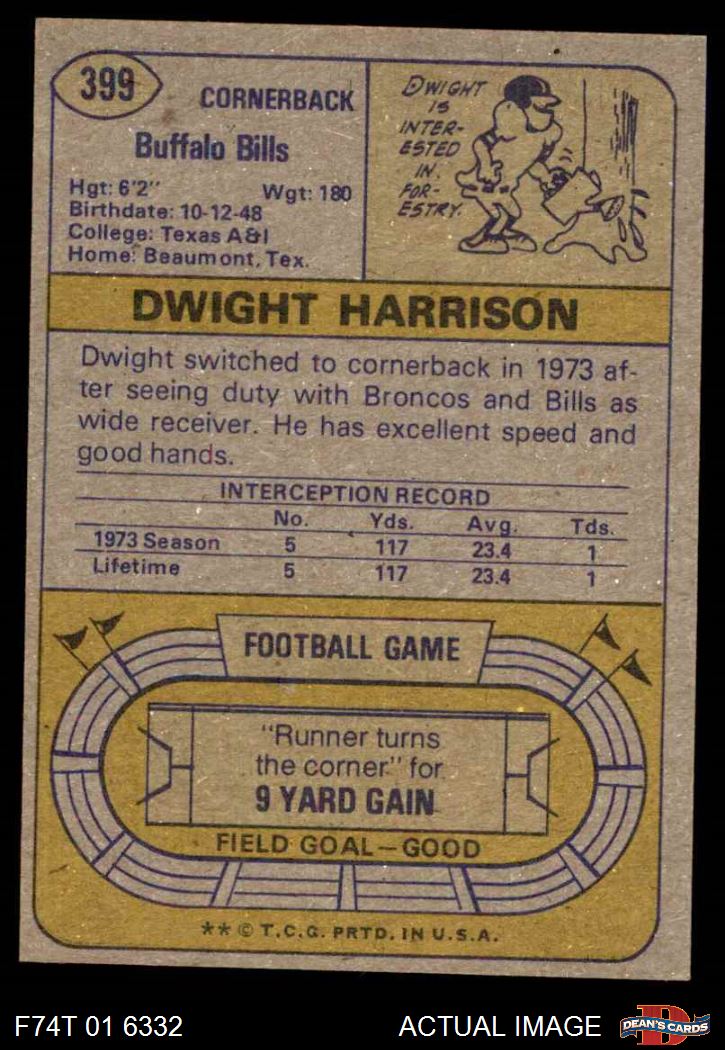 399
CORNERBACK
Buffalo Bills
Hgt: 6'2" Wgt: 180
Birthdate: 10-12-48
College: Texas A&I
Home: Beaumont, Tex.
DWIGHT
IS
INTER-
ESTED
IN
FOR-
ESTRY.
DWIGHT HARRISON
Dwight switched to cornerback in 1973 af-
ter seeing duty with Broncos and Bills as
wide receiver. He has excellent speed and
good hands.
INTERCEPTION RECORD
No. Yds. Avg. Tds.
1973 Season 5 117 23.4 1
Lifetime 5 117 23.4 1
FOOTBALL GAME
"Runner turns
the corner" for
9 YARD GAIN
FIELD GOAL—GOOD
** © T.C.G. PRTD. IN U.S.A.
F74T 01 6332 ACTUAL IMAGE
D
DEAN'S CARDS